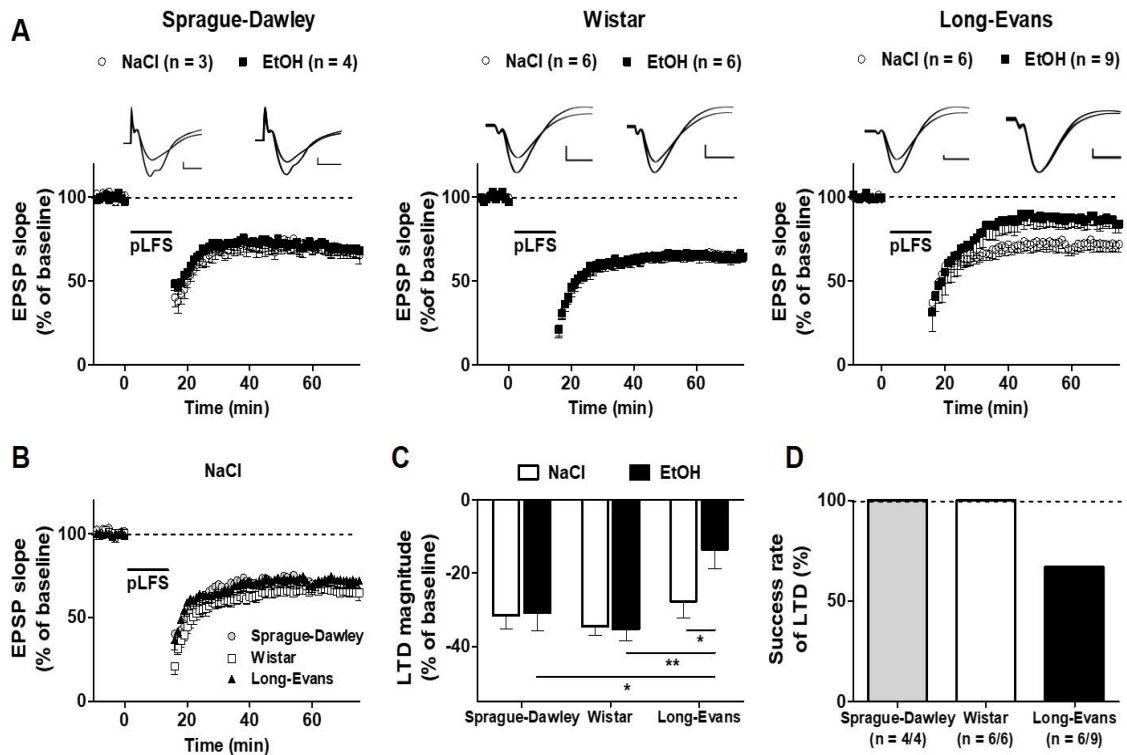 A
Sprague-Dawley
NaCl (n = 3) EtOH (n = 4)
EPSP slope
(% of baseline)
100
50
0
pLFS
0 20 40 60
Time (min)
Wistar
NaCl (n = 6) EtOH (n = 6)
EPSP slope
(%of baseline)
100
50
0
pLFS
0 20 40 60
Time (min)
Long-Evans
NaCl (n = 6) EtOH (n = 9)
EPSP slope
(% of baseline)
100
50
0
pLFS
0 20 40 60
Time (min)
B
NaCl
EPSP slope
(% of baseline)
100
50
0
pLFS
Sprague-Dawley
Wistar
Long-Evans
0 20 40 60
Time (min)
C
NaCl EtOH
LTD magnitude
(% of baseline)
0
-20
-40
*
**
*
Sprague-Dawley Wistar Long-Evans
D
Success rate
of LTD (%)
100
50
0
Sprague-Dawley Wistar Long-Evans
(n = 4/4) (n = 6/6) (n = 6/9)